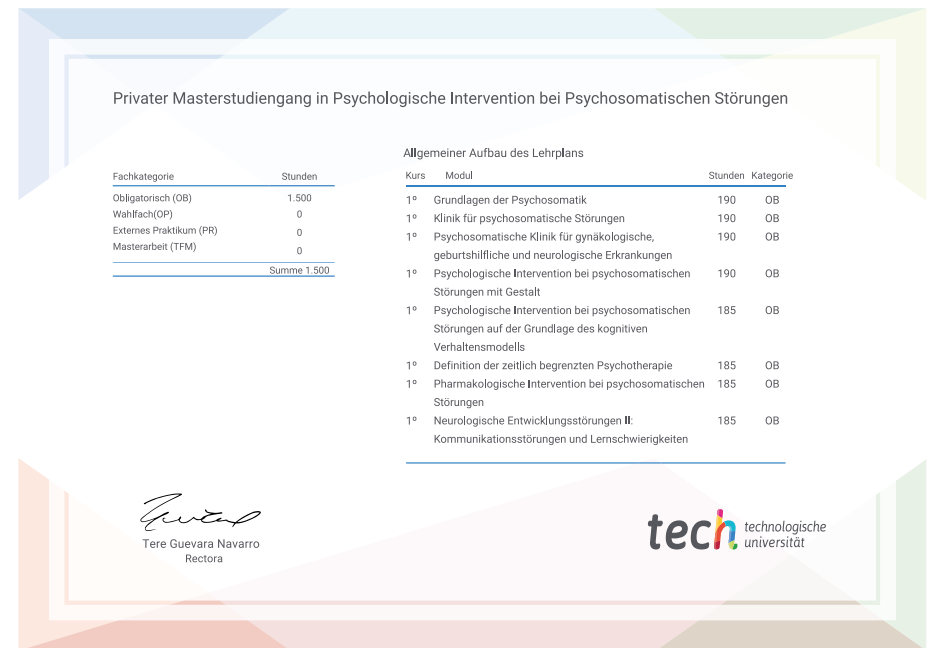 Privater Masterstudiengang in Psychologische Intervention bei Psychosomatischen Störungen
Fachkategorie Stunden
Obligatorisch (OB) 1.500
Wahlfach(OP) 0
Externes Praktikum (PR) 0
Masterarbeit (TFM) 0
Summe 1.500
Allgemeiner Aufbau des Lehrplans
Kurs Modul Stunden Kategorie
1º Grundlagen der Psychosomatik 190 OB
1º Klinik für psychosomatische Störungen 190 OB
1º Psychosomatische Klinik für gynäkologische, 190 OB
geburtshilfliche und neurologische Erkrankungen
1º Psychologische Intervention bei psychosomatischen 190 OB
Störungen mit Gestalt
1º Psychologische Intervention bei psychosomatischen 185 OB
Störungen auf der Grundlage des kognitiven
Verhaltensmodells
1º Definition der zeitlich begrenzten Psychotherapie 185 OB
1º Pharmakologische Intervention bei psychosomatischen 185 OB
Störungen
1º Neurologische Entwicklungsstörungen II: 185 OB
Kommunikationsstörungen und Lernschwierigkeiten
Tere Guevara Navarro
Rectora
tech technologische
universität